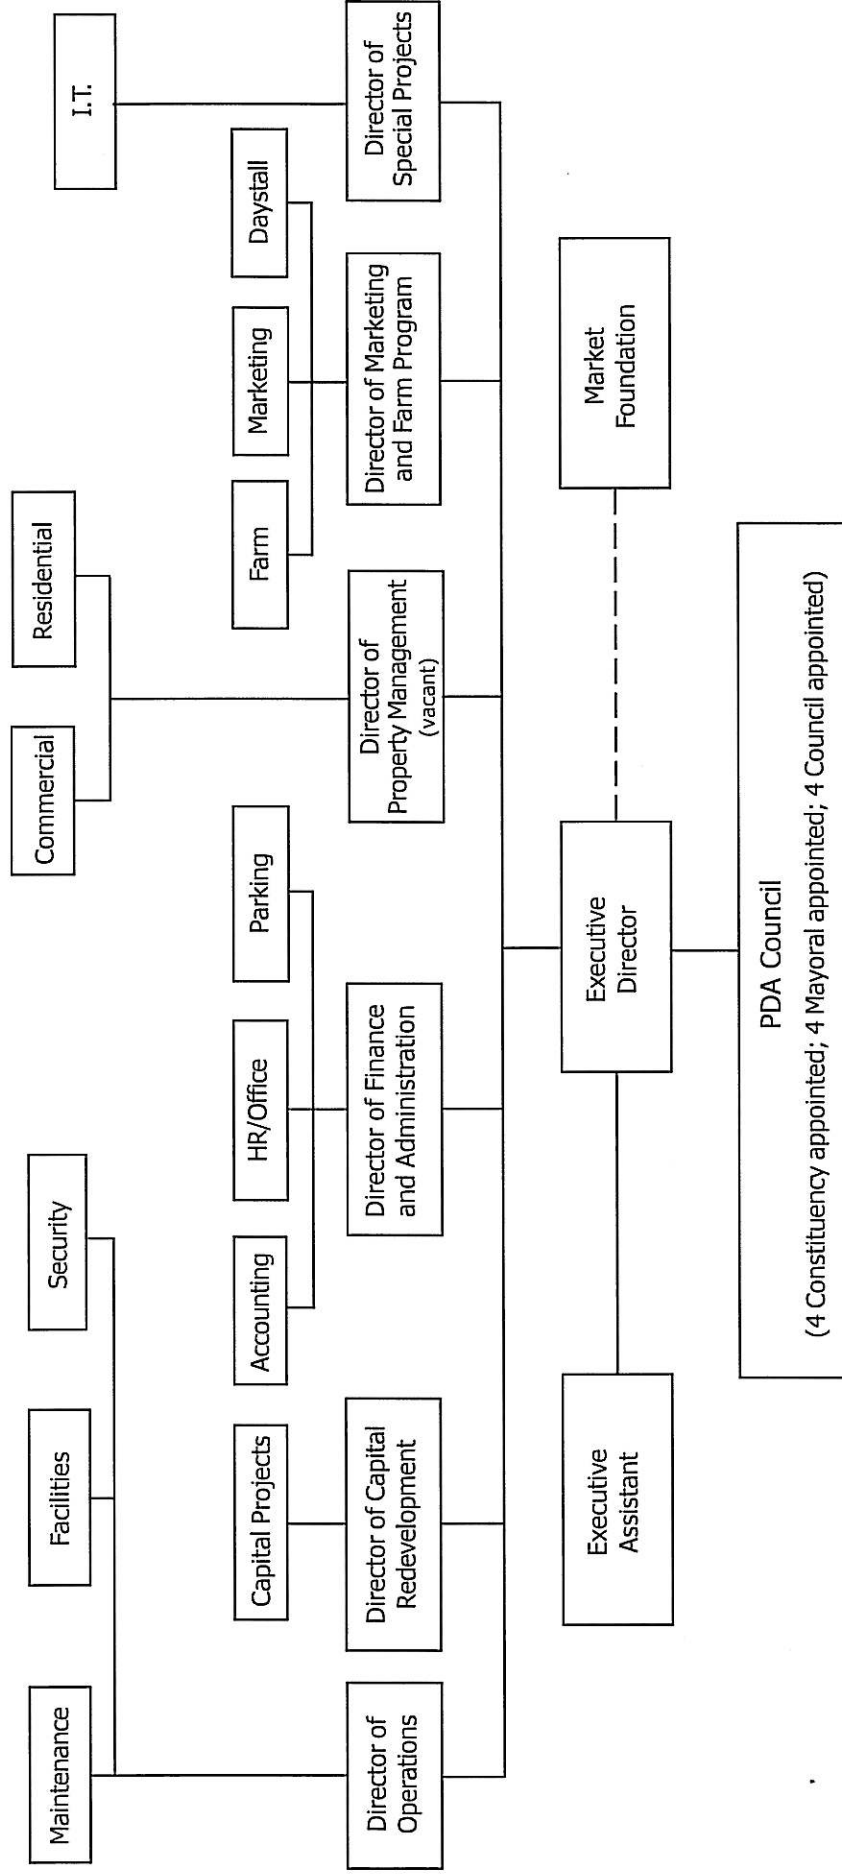 Maintenance
Facilities
Security
Commercial
Residential
I.T.
Capital Projects
Accounting
HR/Office
Parking
Farm
Marketing
Daystall
Director of
Operations
Director of Capital
Redevelopment
Director of Finance
and Administration
Director of
Property Management
(vacant)
Director of Marketing
and Farm Program
Director of
Special Projects
Executive
Assistant
Executive
Director
Market
Foundation
PDA Council
(4 Constituency appointed; 4 Mayoral appointed; 4 Council appointed)